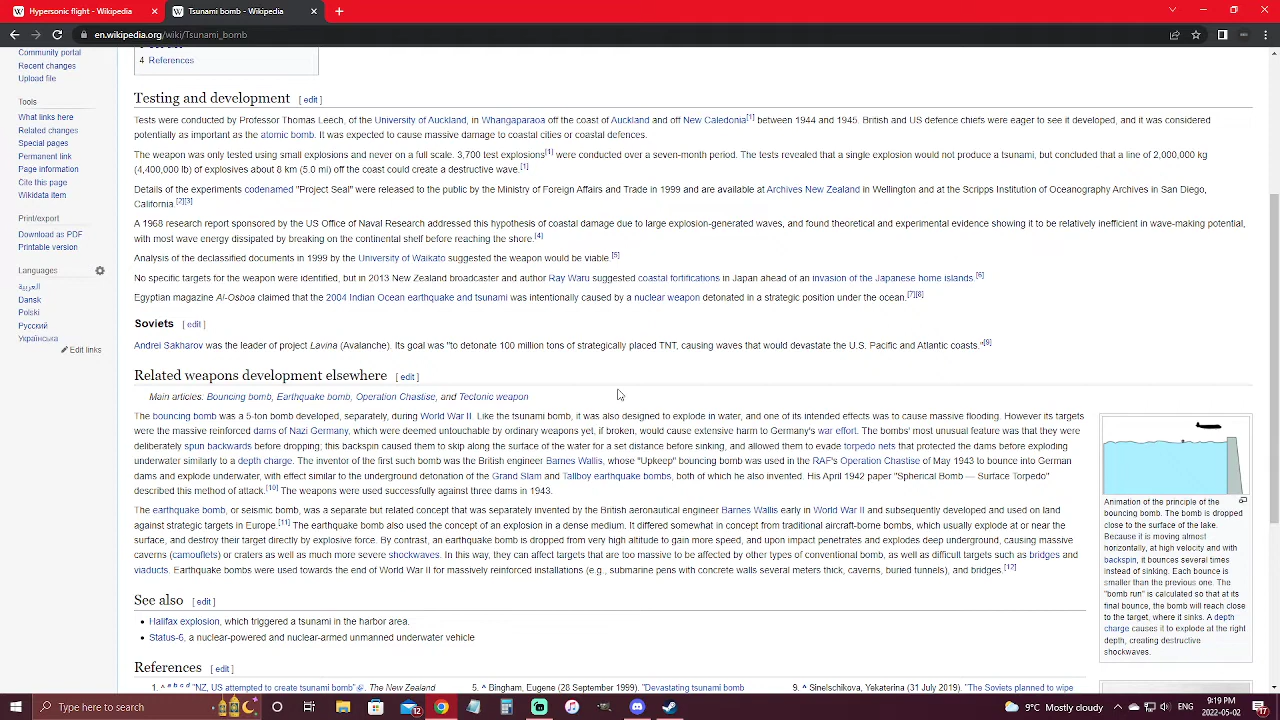 Hypersonic flight - Wikipedia
Tsunami bomb - Wikipedia
en.wikipedia.org/wiki/Tsunami_bomb
Community portal
Recent changes
Upload file
Tools
What links here
Related changes
Special pages
Permanent link
Page information
Cite this page
Wikidata item
Print/export
Download as PDF
Printable version
Languages
العربية
Dansk
Polski
Русский
Українська
Edit links
4 References
Testing and development [ edit ]
Tests were conducted by Professor Thomas Leech, of the University of Auckland, in Whangaparaoa off the coast of Auckland and off New Caledonia[1] between 1944 and 1945. British and US defence chiefs were eager to see it developed, and it was considered
potentially as important as the atomic bomb. It was expected to cause massive damage to coastal cities or coastal defences.
The weapon was only tested using small explosions and never on a full scale. 3,700 test explosions[1] were conducted over a seven-month period. The tests revealed that a single explosion would not produce a tsunami, but concluded that a line of 2,000,000 kg
(4,400,000 lb) of explosives about 8 km (5.0 mi) off the coast could create a destructive wave.[1]
Details of the experiments codenamed "Project Seal" were released to the public by the Ministry of Foreign Affairs and Trade in 1999 and are available at Archives New Zealand in Wellington and at the Scripps Institution of Oceanography Archives in San Diego,
California.[2][3]
A 1968 research report sponsored by the US Office of Naval Research addressed this hypothesis of coastal damage due to large explosion-generated waves, and found theoretical and experimental evidence showing it to be relatively inefficient in wave-making potential,
with most wave energy dissipated by breaking on the continental shelf before reaching the shore.[4]
Analysis of the declassified documents in 1999 by the University of Waikato suggested the weapon would be viable.[5]
No specific targets for the weapon were identified, but in 2013 New Zealand broadcaster and author Ray Waru suggested coastal fortifications in Japan ahead of an invasion of the Japanese home islands.[6]
Egyptian magazine Al-Osboa claimed that the 2004 Indian Ocean earthquake and tsunami was intentionally caused by a nuclear weapon detonated in a strategic position under the ocean.[7][8]
Soviets [ edit ]
Andrei Sakharov was the leader of project Lavina (Avalanche). Its goal was "to detonate 100 million tons of strategically placed TNT, causing waves that would devastate the U.S. Pacific and Atlantic coasts."[9]
Related weapons development elsewhere [ edit ]
Main articles: Bouncing bomb, Earthquake bomb, Operation Chastise, and Tectonic weapon
The bouncing bomb was a 5-ton bomb developed, separately, during World War II. Like the tsunami bomb, it was also designed to explode in water, and one of its intended effects was to cause massive flooding. However its targets
were the massive reinforced dams of Nazi Germany, which were deemed untouchable by ordinary weapons yet, if broken, would cause extensive harm to Germany's war effort. The bombs' most unusual feature was that they were
deliberately spun backwards before dropping; this backspin caused them to skip along the surface of the water for a set distance before sinking, and allowed them to evade torpedo nets that protected the dams before exploding
underwater similarly to a depth charge. The inventor of the first such bomb was the British engineer Barnes Wallis, whose "Upkeep" bouncing bomb was used in the RAF's Operation Chastise of May 1943 to bounce into German
dams and explode underwater, with effect similar to the underground detonation of the Grand Slam and Tallboy earthquake bombs, both of which he also invented. His April 1942 paper "Spherical Bomb — Surface Torpedo"
described this method of attack.[10] The weapons were used successfully against three dams in 1943.
The earthquake bomb, or seismic bomb, was a separate but related concept that was separately invented by the British aeronautical engineer Barnes Wallis early in World War II and subsequently developed and used on land
against strategic targets in Europe.[11] The earthquake bomb also used the concept of an explosion in a dense medium. It differed somewhat in concept from traditional aircraft-borne bombs, which usually explode at or near the
surface, and destroy their target directly by explosive force. By contrast, an earthquake bomb is dropped from very high altitude to gain more speed, and upon impact penetrates and explodes deep underground, causing massive
caverns (camouflets) or craters as well as much more severe shockwaves. In this way, they can affect targets that are too massive to be affected by other types of conventional bomb, as well as difficult targets such as bridges and
viaducts. Earthquake bombs were used towards the end of World War II for massively reinforced installations (e.g., submarine pens with concrete walls several meters thick, caverns, buried tunnels), and bridges.[12]
Animation of the principle of the
bouncing bomb. The bomb is dropped
close to the surface of the lake.
Because it is moving almost
horizontally, at high velocity and with
backspin, it bounces several times
instead of sinking. Each bounce is
smaller than the previous one. The
"bomb run" is calculated so that at its
final bounce, the bomb will reach close
to the target, where it sinks. A depth
charge causes it to explode at the right
depth, creating destructive
shockwaves.
See also [ edit ]
• Halifax explosion, which triggered a tsunami in the harbor area.
• Status-6, a nuclear-powered and nuclear-armed unmanned underwater vehicle
References [ edit ]
1. ^ a b c d "NZ, US attempted to create tsunami bomb". The New Zealand
5. ^ Bingham, Eugene (28 September 1999). "Devastating tsunami bomb
9. ^ Sinelschikova, Yekaterina (31 July 2019). "The Soviets planned to wipe
Type here to search
12
9°C Mostly cloudy
ENG
9:19 PM
2022-05-02
17